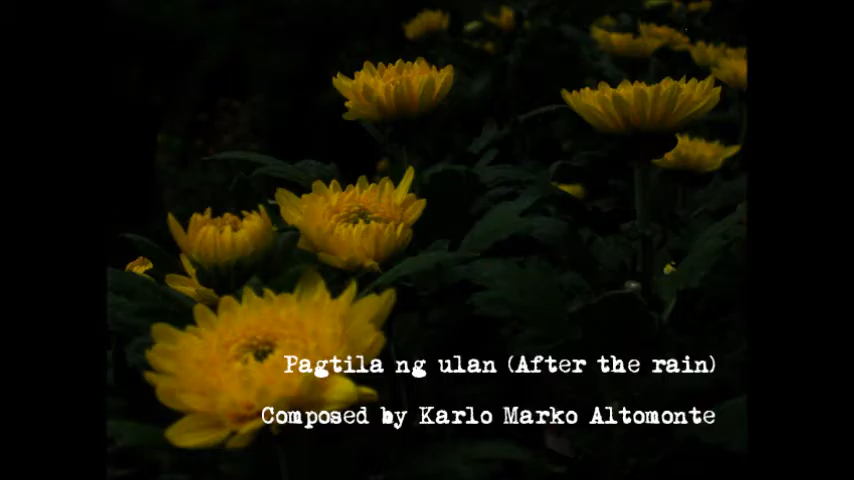 Pagtila ng ulan (After the rain)
Composed by Karlo Marko Altomonte